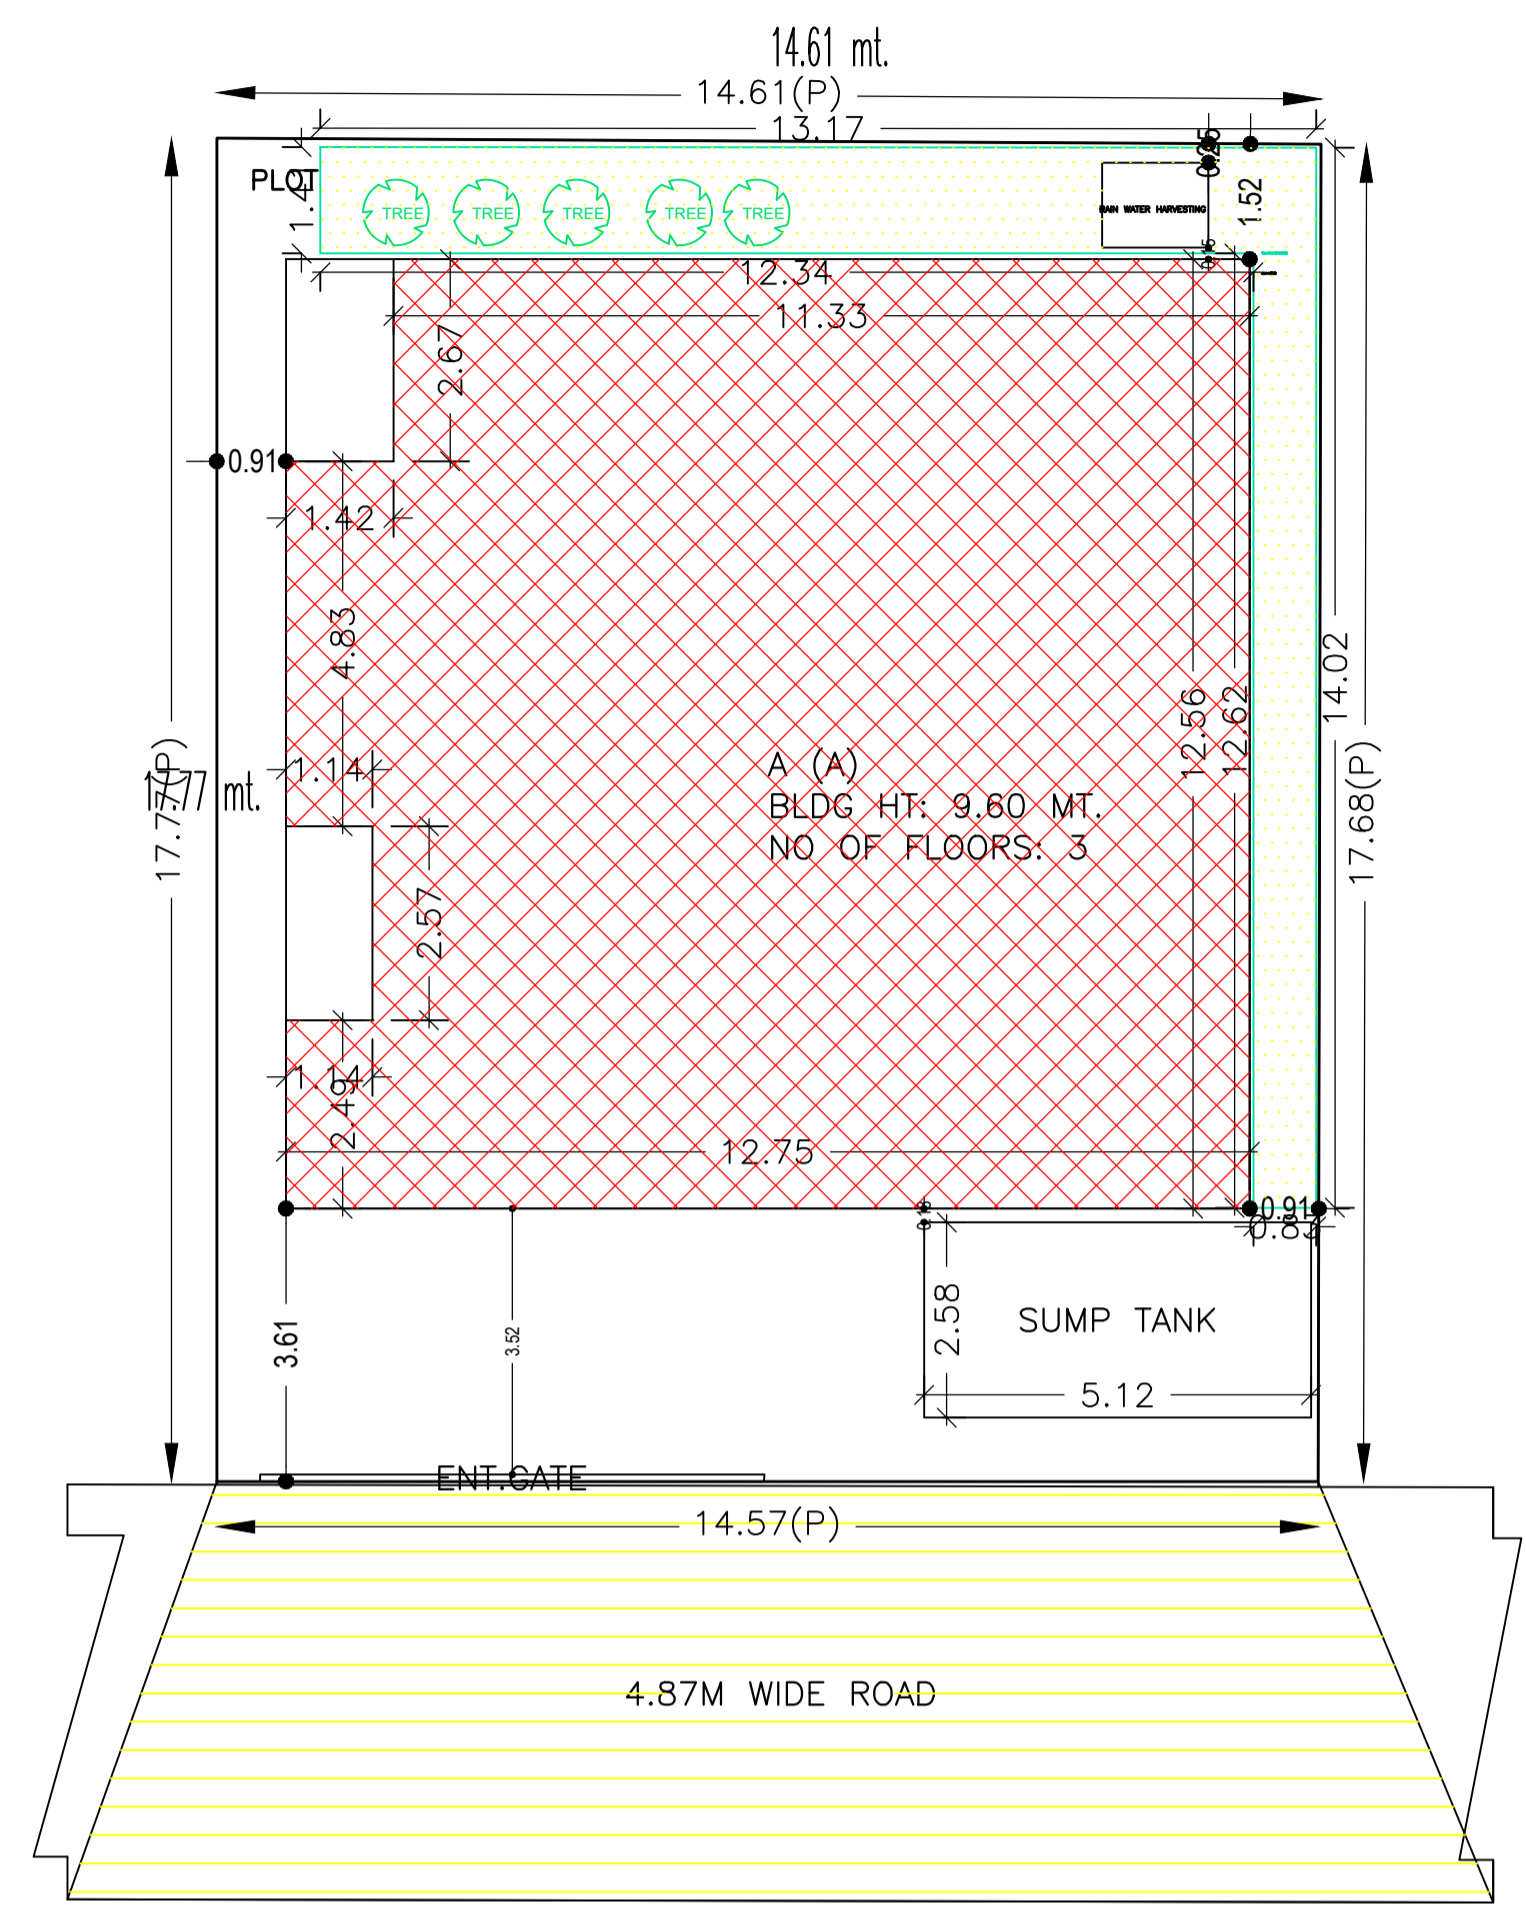 14.61 mt.
14.61(P)
13.17
PLOT
TREE
TREE
TREE
TREE
TREE
RAIN WATER HARVESTING
1.52
12.34
11.33
2.67
0.91
1.42
4.83
14.02
12.56
12.62
1.14
A (A)
BLDG HT: 9.60 MT.
NO OF FLOORS: 3
17.77(P)
17.77 mt.
17.68(P)
2.57
1.14
2.49
12.75
0.91
0.83
2.58
SUMP TANK
3.61
3.52
5.12
ENT.GATE
14.57(P)
4.87M WIDE ROAD